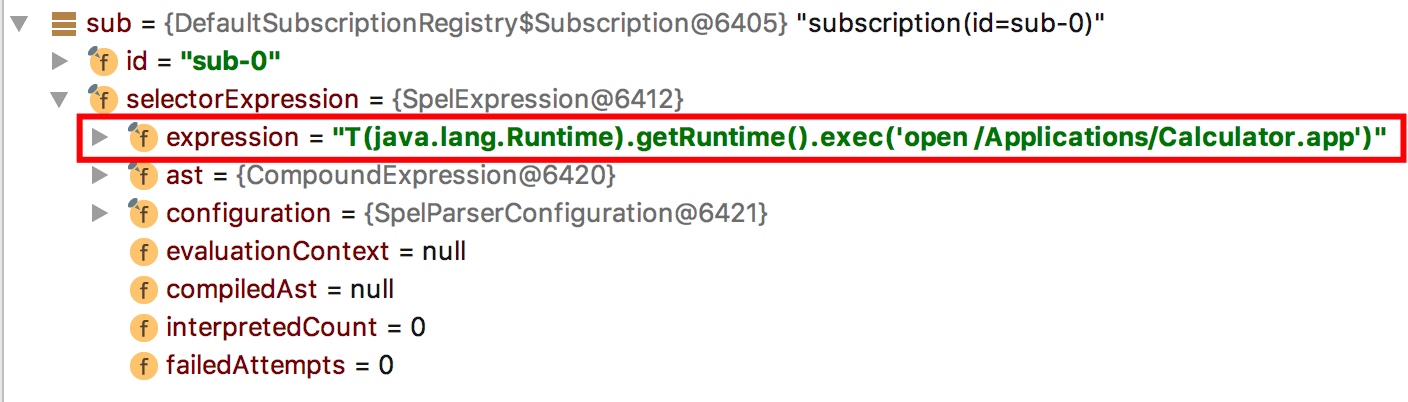 sub = {DefaultSubscriptionRegistry$Subscription@6405} "subscription(id=sub-0)"
f id = "sub-0"
f selectorExpression = {SpelExpression@6412}
f expression = "T(java.lang.Runtime).getRuntime().exec('open /Applications/Calculator.app')"
f ast = {CompoundExpression@6420}
f configuration = {SpelParserConfiguration@6421}
f evaluationContext = null
f compiledAst = null
f interpretedCount = 0
f failedAttempts = 0